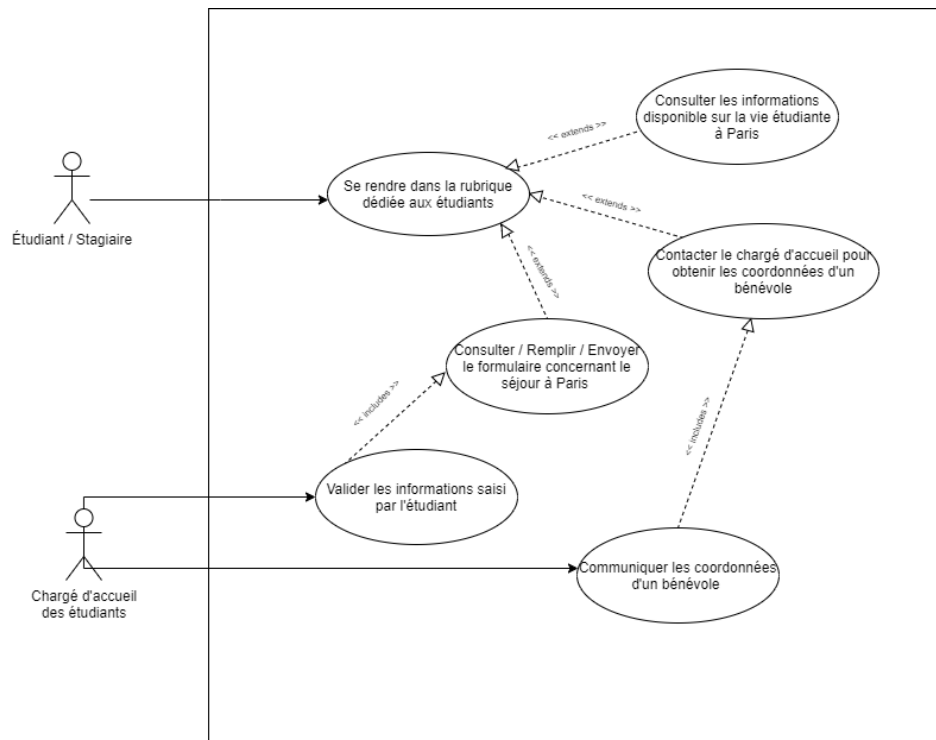 Consulter les informations
disponible sur la vie étudiante
à Paris
<< extends >>
Se rendre dans la rubrique
dédiée aux étudiants
<< extends >>
Étudiant / Stagiaire
Contacter le chargé d'accueil pour
obtenir les coordonnées d'un
bénévole
<< extends >>
Consulter / Remplir / Envoyer
le formulaire concernant le
séjour à Paris
<< includes >>
<< includes >>
Valider les informations saisi
par l'étudiant
Communiquer les coordonnées
d'un bénévole
Chargé d'accueil
des étudiants